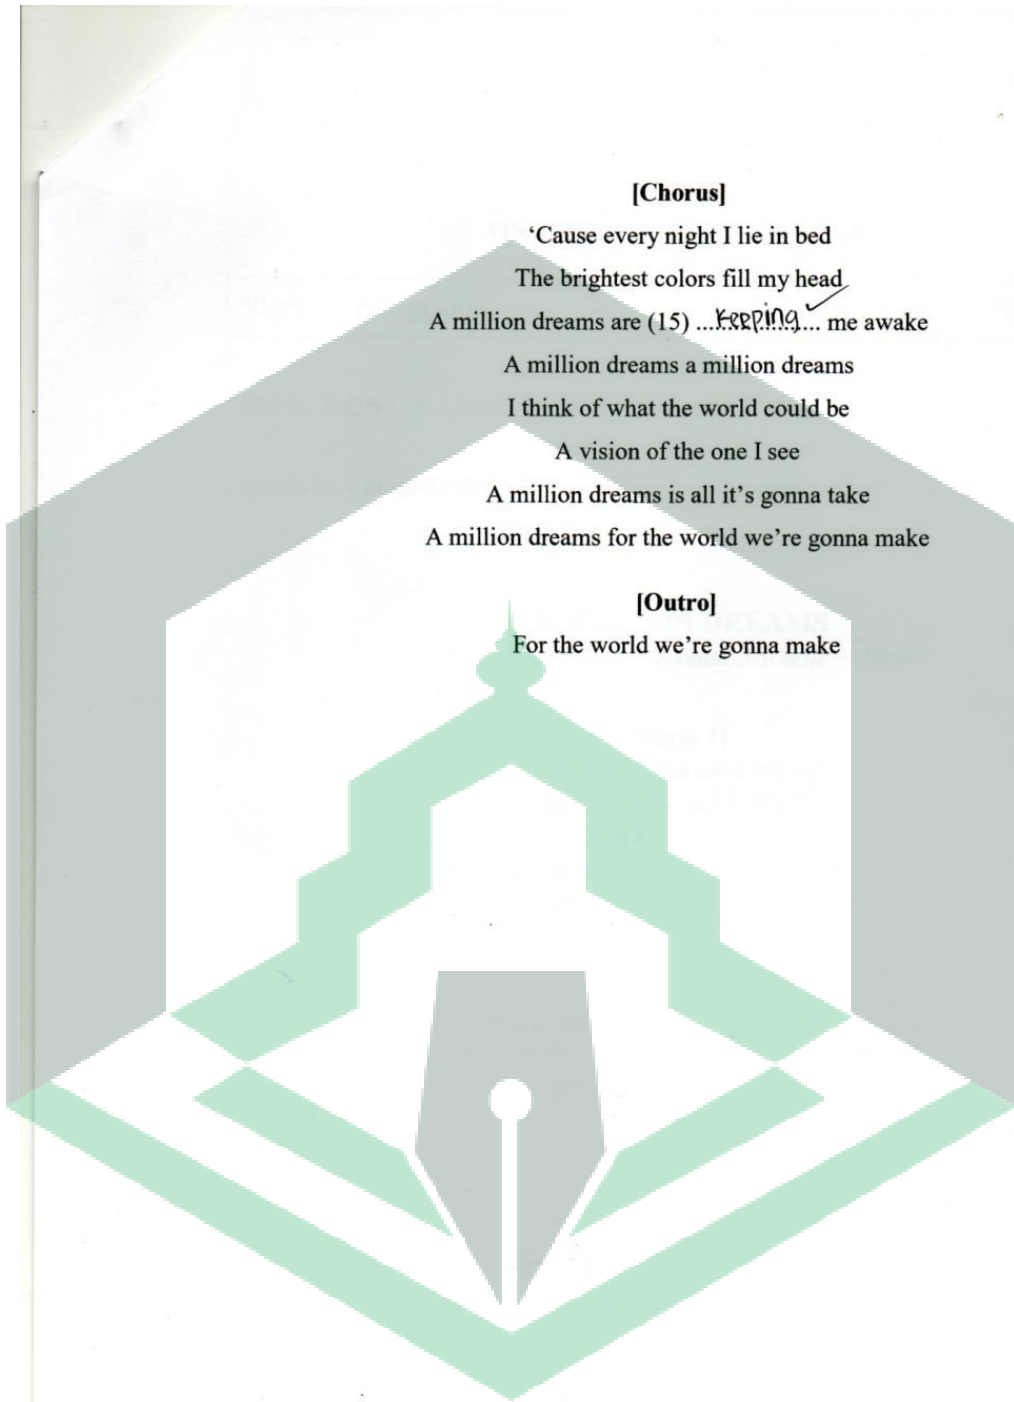 [Chorus]
‘Cause every night I lie in bed
The brightest colors fill my head
A million dreams are (15) ...keeping... me awake
A million dreams a million dreams
I think of what the world could be
A vision of the one I see
A million dreams is all it’s gonna take
A million dreams for the world we’re gonna make
[Outro]
For the world we’re gonna make